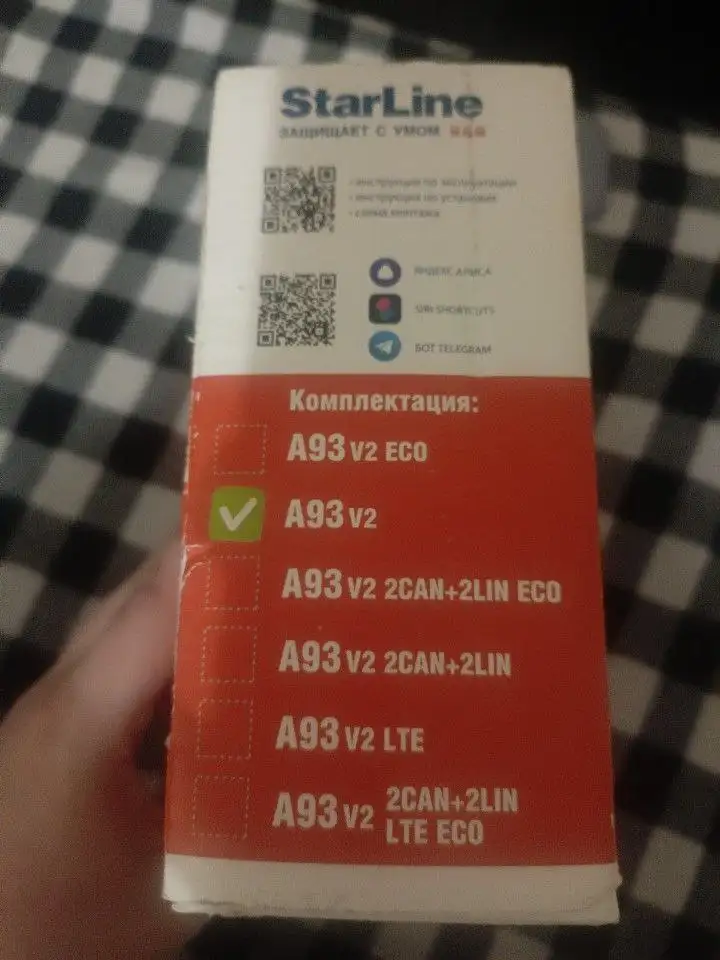 StarLine
ЗАЩИЩАЕТ С УМОМ
- инструкция по эксплуатации
- инструкция по установке
- схема монтажа
ЯНДЕКС.АЛИСА
SIRI SHORTCUTS
БОТ TELEGRAM
Комплектация:
A93 V2 ECO
A93 V2
A93 V2 2CAN+2LIN ECO
A93 V2 2CAN+2LIN
A93 V2 LTE
A93 V2 2CAN+2LIN
LTE ECO